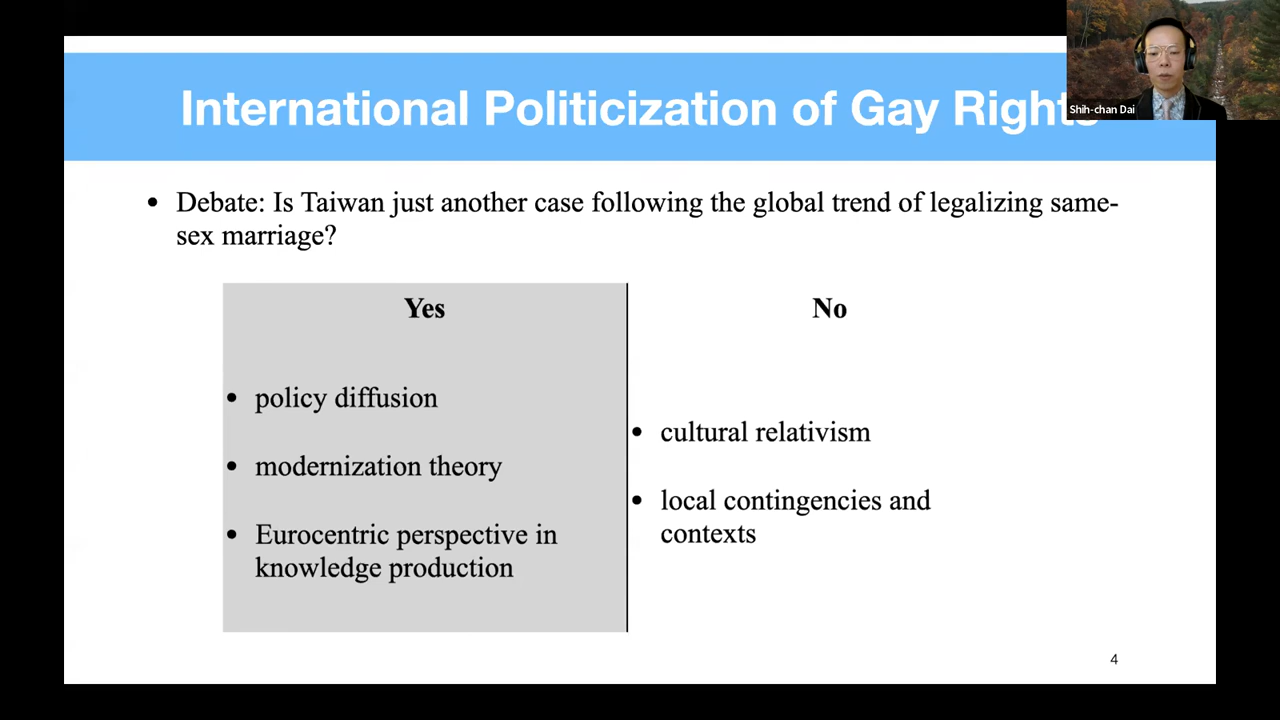 International Politicization of Gay Rights
Shih-chan Dai
• Debate: Is Taiwan just another case following the global trend of legalizing same-
sex marriage?
Yes
• policy diffusion
• modernization theory
• Eurocentric perspective in
knowledge production
No
• cultural relativism
• local contingencies and
contexts
4